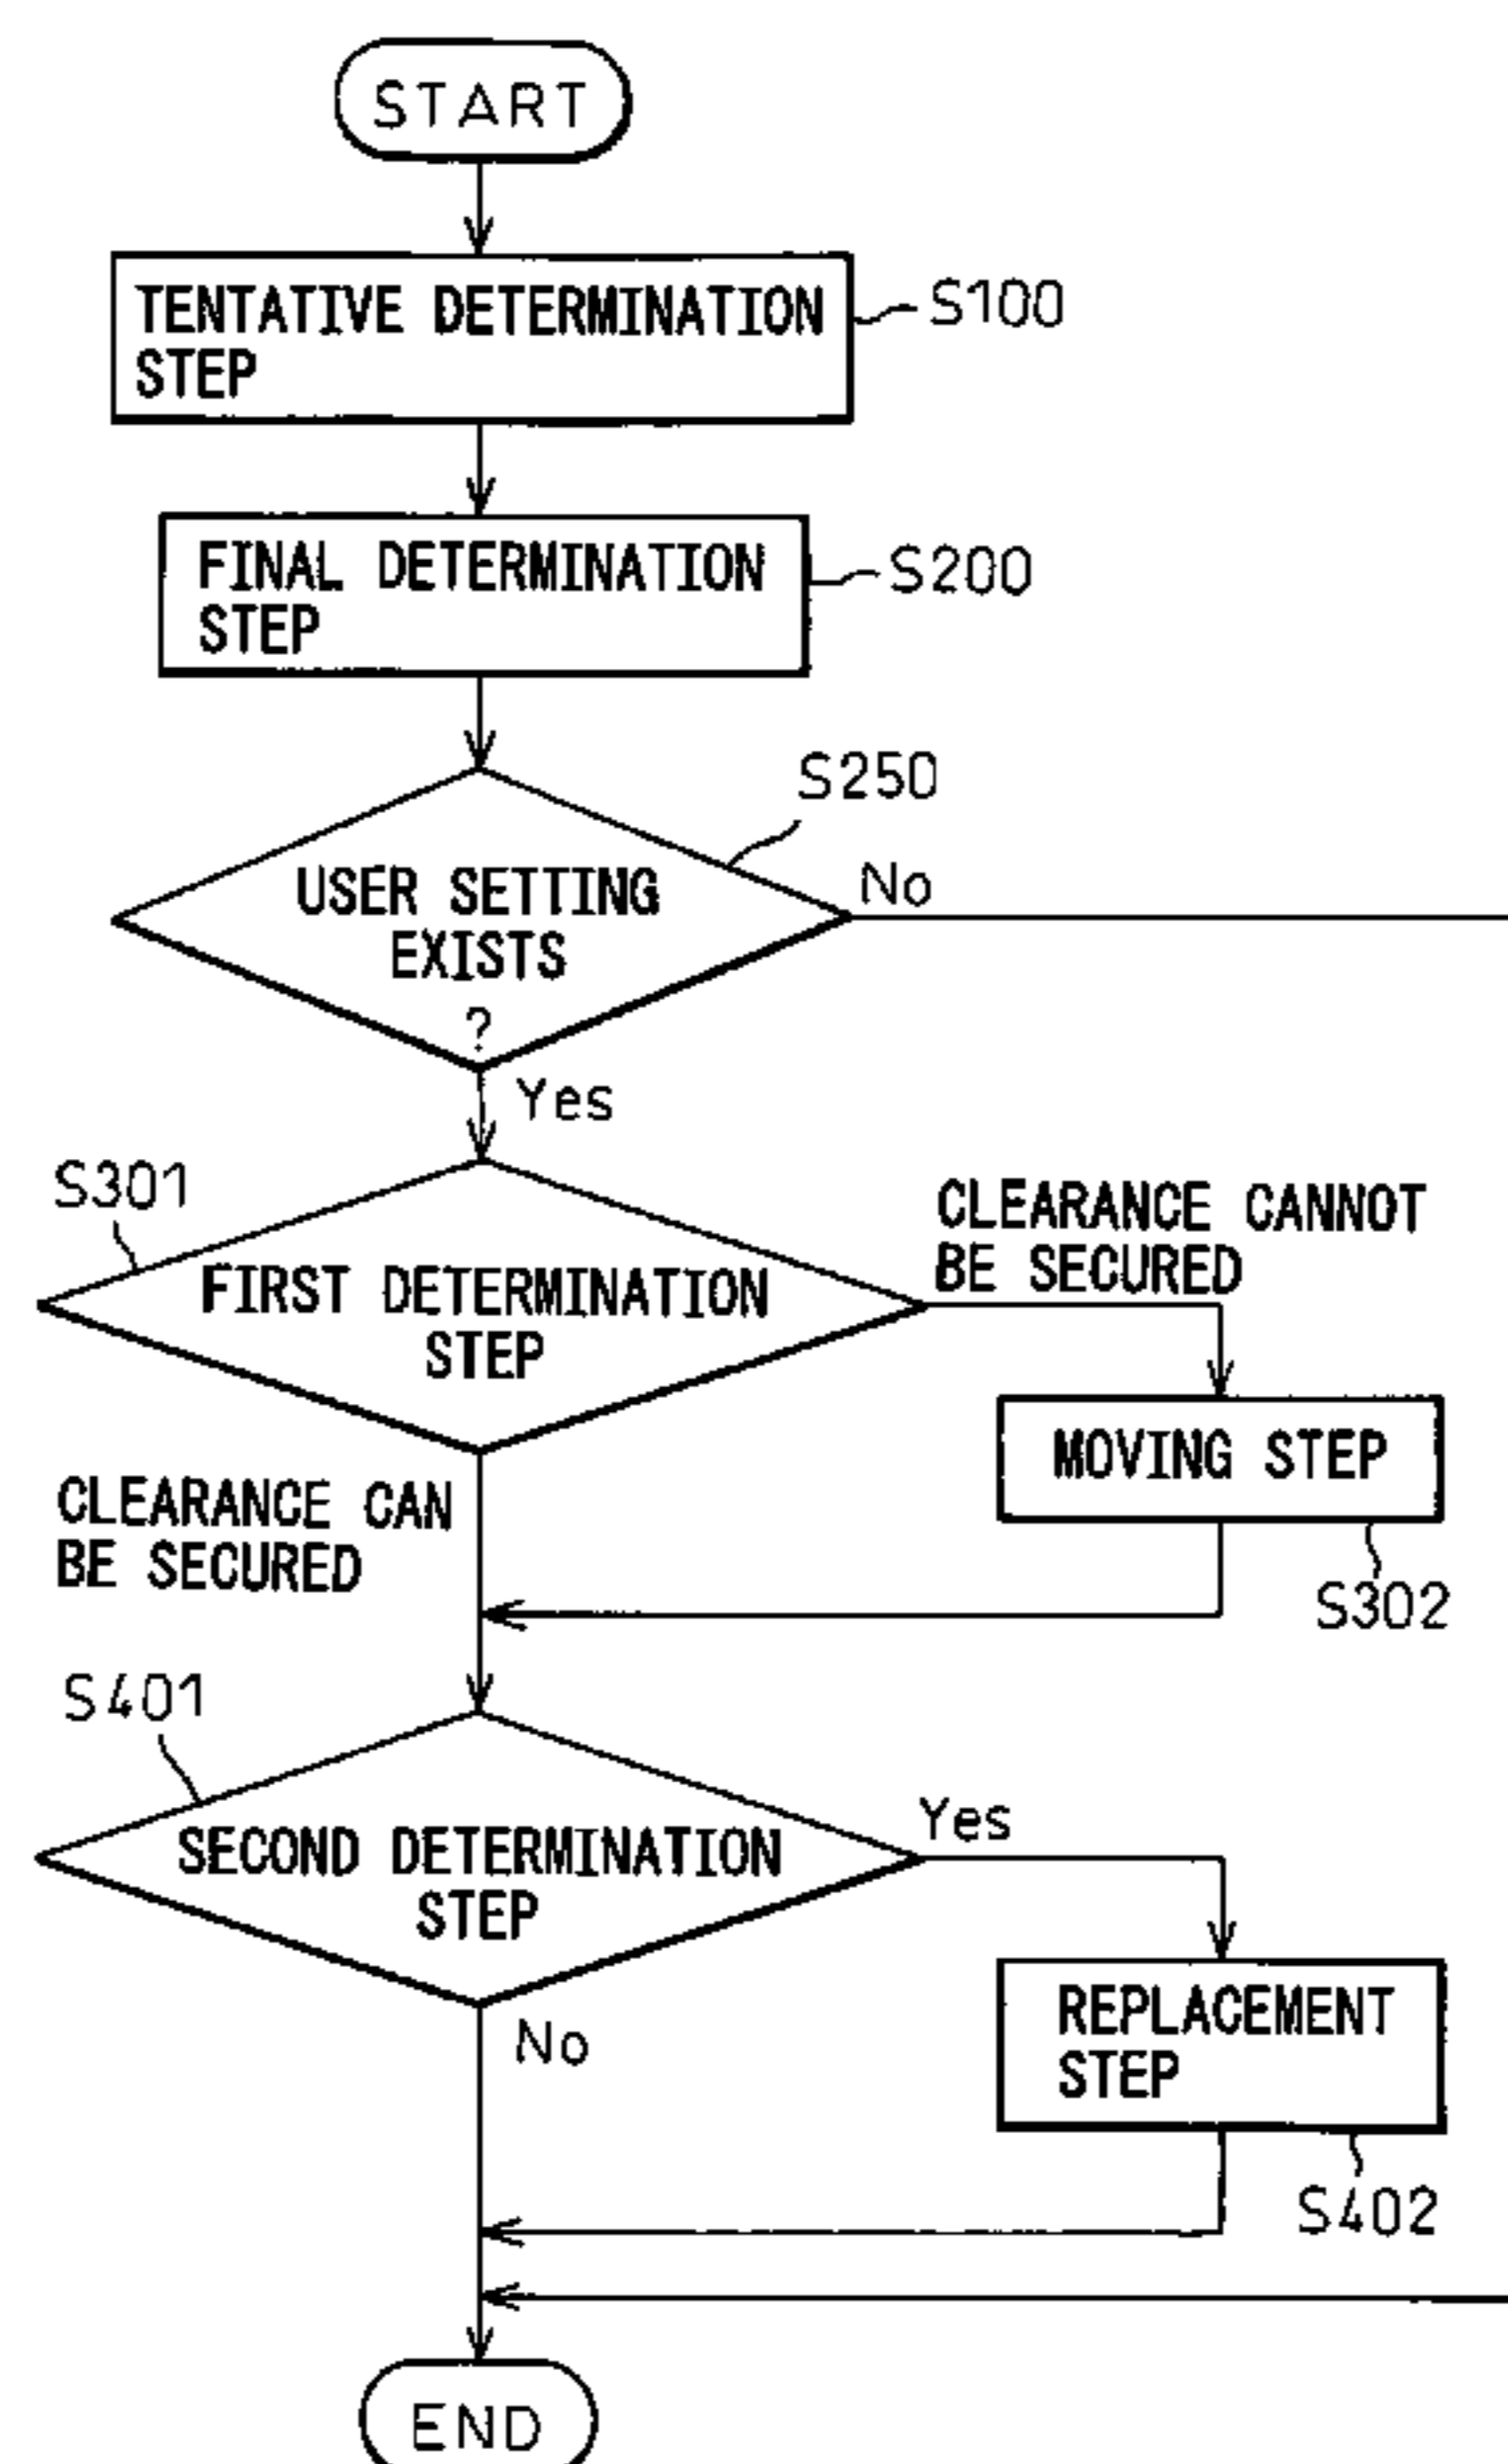 START
TENTATIVE DETERMINATION
STEP
S100
FINAL DETERMINATION
STEP
S200
S250
USER SETTING
EXISTS
?
No
Yes
S301
FIRST DETERMINATION
STEP
CLEARANCE CANNOT
BE SECURED
MOVING STEP
S302
CLEARANCE CAN
BE SECURED
S401
SECOND DETERMINATION
STEP
Yes
No
REPLACEMENT
STEP
S402
END